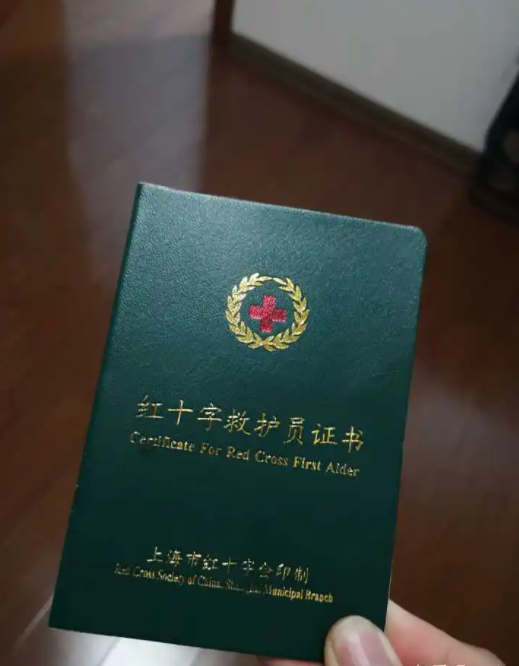 红十字救护员证书
Certificate For Red Cross First Aider
上海市红十字会印制
Red Cross Society of China, Municipal Branch